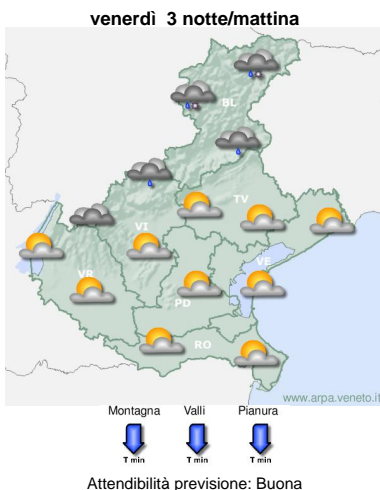 venerdì 3 notte/mattina
BL
TV
VI
VE
VR
PD
RO
www.arpa.veneto.it
Montagna Valli Pianura
T min T min T min
Attendibilità previsione: Buona